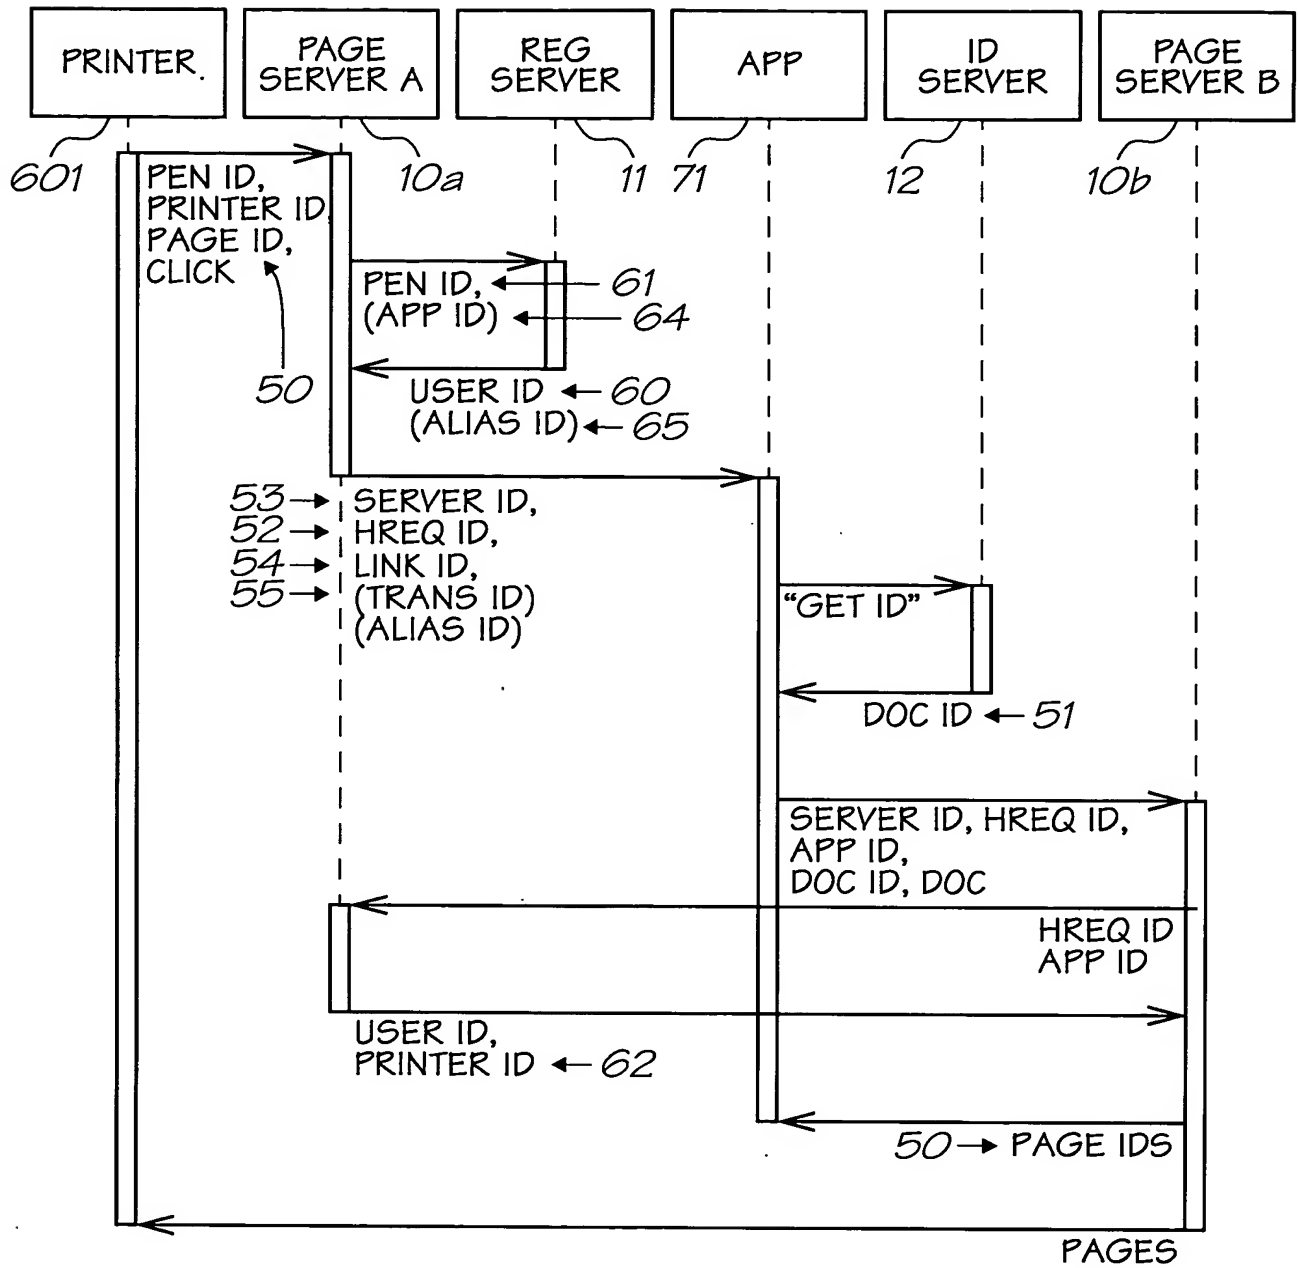 PRINTER.
PAGE
SERVER A
REG
SERVER
APP
ID
SERVER
PAGE
SERVER B
601
10a
11
71
12
10b
PEN ID,
PRINTER ID
PAGE ID,
CLICK
50
PEN ID,
61
(APP ID)
64
USER ID
60
(ALIAS ID)
65
53
SERVER ID,
52
HREQ ID,
54
LINK ID,
55
(TRANS ID)
(ALIAS ID)
"GET ID"
DOC ID
51
SERVER ID, HREQ ID,
APP ID,
DOC ID, DOC
HREQ ID
APP ID
USER ID,
PRINTER ID
62
50
PAGE IDS
PAGES